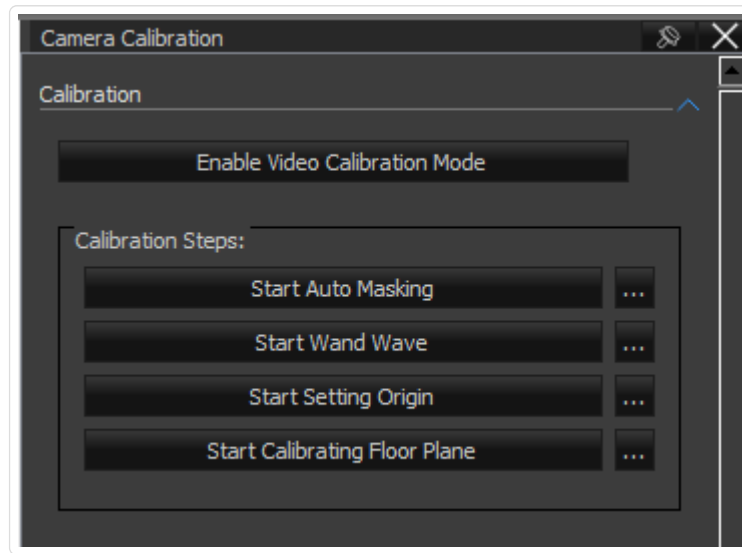 Camera Calibration
Calibration
Enable Video Calibration Mode
Calibration Steps:
Start Auto Masking ...
Start Wand Wave ...
Start Setting Origin ...
Start Calibrating Floor Plane ...